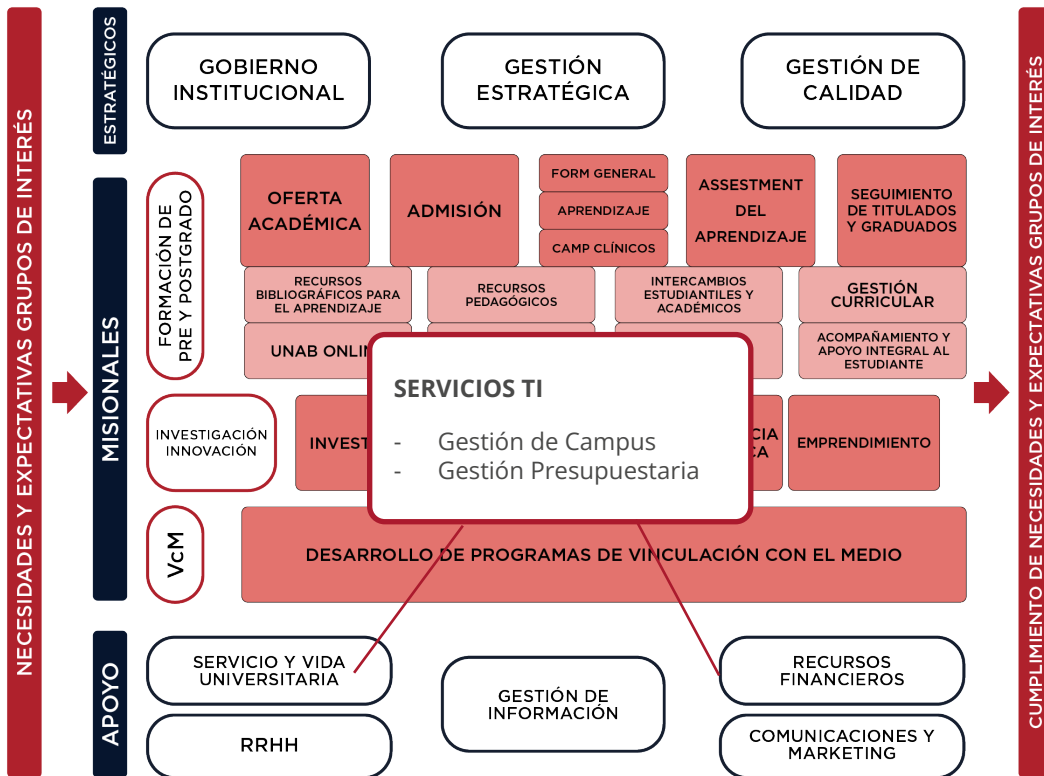 NECESIDADES Y EXPECTATIVAS GRUPOS DE INTERÉS
ESTRATÉGICOS
GOBIERNO
INSTITUCIONAL
GESTIÓN
ESTRATÉGICA
GESTIÓN DE
CALIDAD
MISIONALES
FORMACIÓN DE
PRE Y POSTGRADO
OFERTA
ACADÉMICA
ADMISIÓN
FORM GENERAL
APRENDIZAJE
CAMP CLÍNICOS
ASSESTMENT
DEL
APRENDIZAJE
SEGUIMIENTO
DE TITULADOS
Y GRADUADOS
RECURSOS
BIBLIOGRÁFICOS PARA
EL APRENDIZAJE
RECURSOS
PEDAGÓGICOS
INTERCAMBIOS
ESTUDIANTILES Y
ACADÉMICOS
GESTIÓN
CURRICULAR
UNAB
ACOMPAÑAMIENTO Y
APOYO INTEGRAL AL
ESTUDIANTE
SERVICIOS TI
- Gestión de Campus
- Gestión Presupuestaria
INVESTIGACIÓN
INNOVACIÓN
EMPRENDIMIENTO
VcM
DESARROLLO DE PROGRAMAS DE VINCULACIÓN CON EL MEDIO
APOYO
SERVICIO Y VIDA
UNIVERSITARIA
RRHH
GESTIÓN DE
INFORMACIÓN
RECURSOS
FINANCIEROS
COMUNICACIONES Y
MARKETING
CUMPLIMIENTO DE NECESIDADES Y EXPECTATIVAS GRUPOS DE INTERÉS